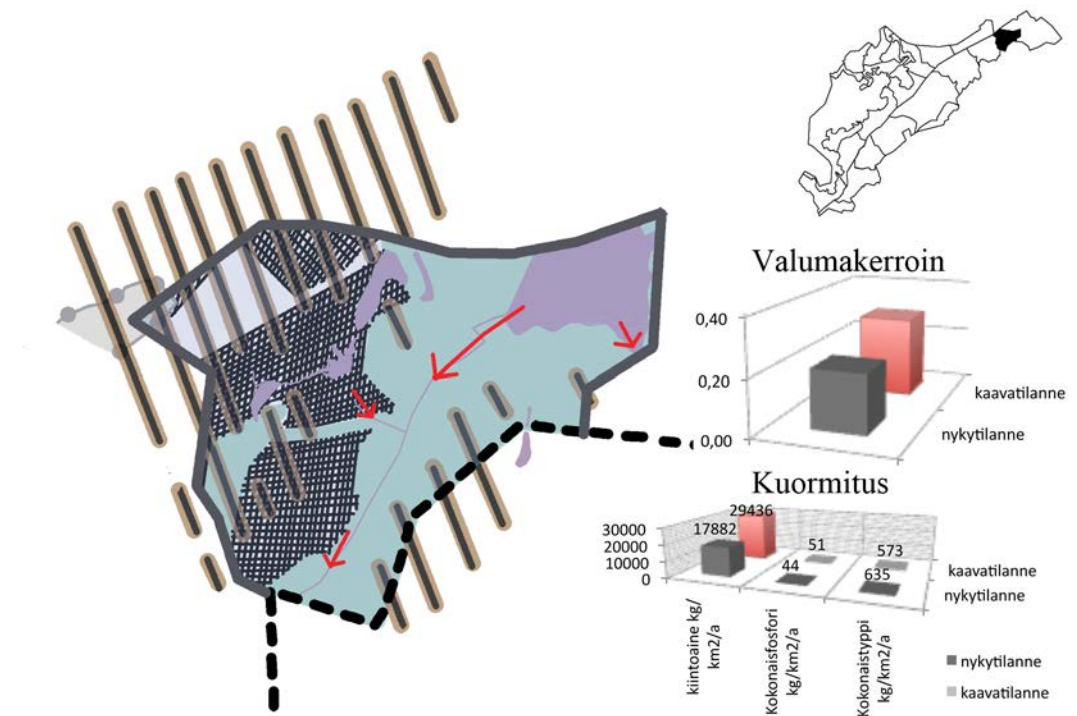 Valumakerroin
0,40
0,20
0,00
kaavatilanne
nykytilanne
Kuormitus
30000
20000
10000
0
17882
29436
44
51
635
573
kaavatilanne
nykytilanne
kiintoaine kg/
km2/a
Kokonaisfosfori
kg/km2/a
Kokonaistyppi
kg/km2/a
nykytilanne
kaavatilanne